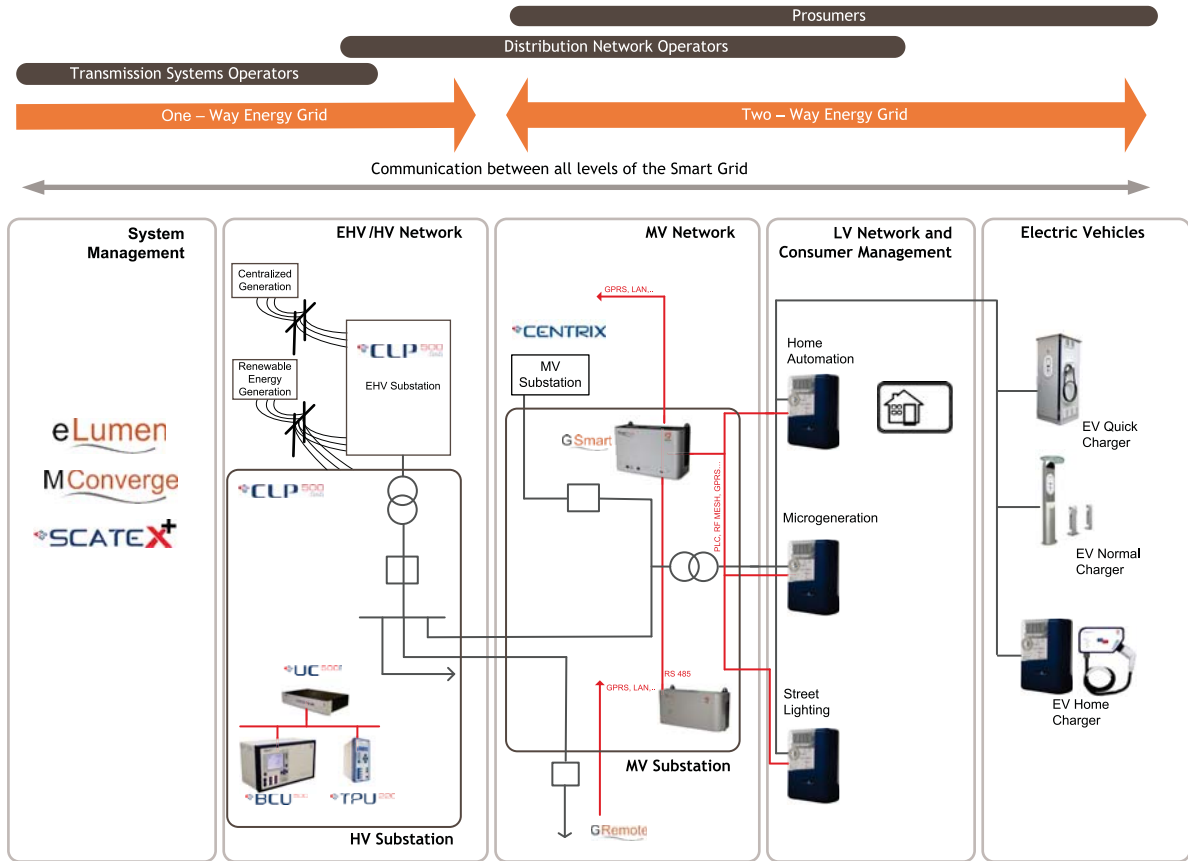 Prosumers
Distribution Network Operators
Transmission Systems Operators
One – Way Energy Grid
Two – Way Energy Grid
Communication between all levels of the Smart Grid
System
Management
eLumen
MConverge
SCATEX+
EHV/HV Network
Centralized
Generation
Renewable
Energy
Generation
CLP 500
EHV Substation
CLP 500
UC 500
BCU 500
TPU
HV Substation
MV Network
GPRS, LAN,..
CENTRIX
MV
Substation
GSmart
PLC, RF MESH, GPRS...
RS 485
GPRS, LAN,..
MV Substation
GRemote
LV Network and
Consumer Management
Home
Automation
Microgeneration
Street
Lighting
Electric Vehicles
EV Quick
Charger
EV Normal
Charger
EV Home
Charger